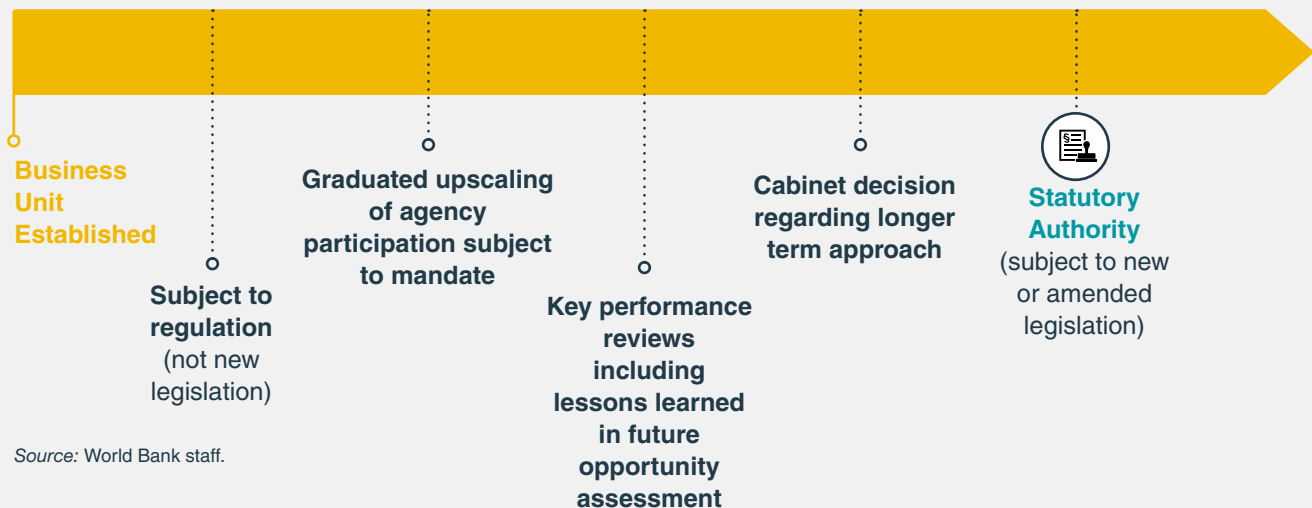 Business
Unit
Established
Subject to
regulation
(not new
legislation)
Graduated upscaling
of agency
participation subject
to mandate
Key performance
reviews
including
lessons learned
in future
opportunity
assessment
Cabinet decision
regarding longer
term approach
§
Statutory
Authority
(subject to new
or amended
legislation)
Source: World Bank staff.